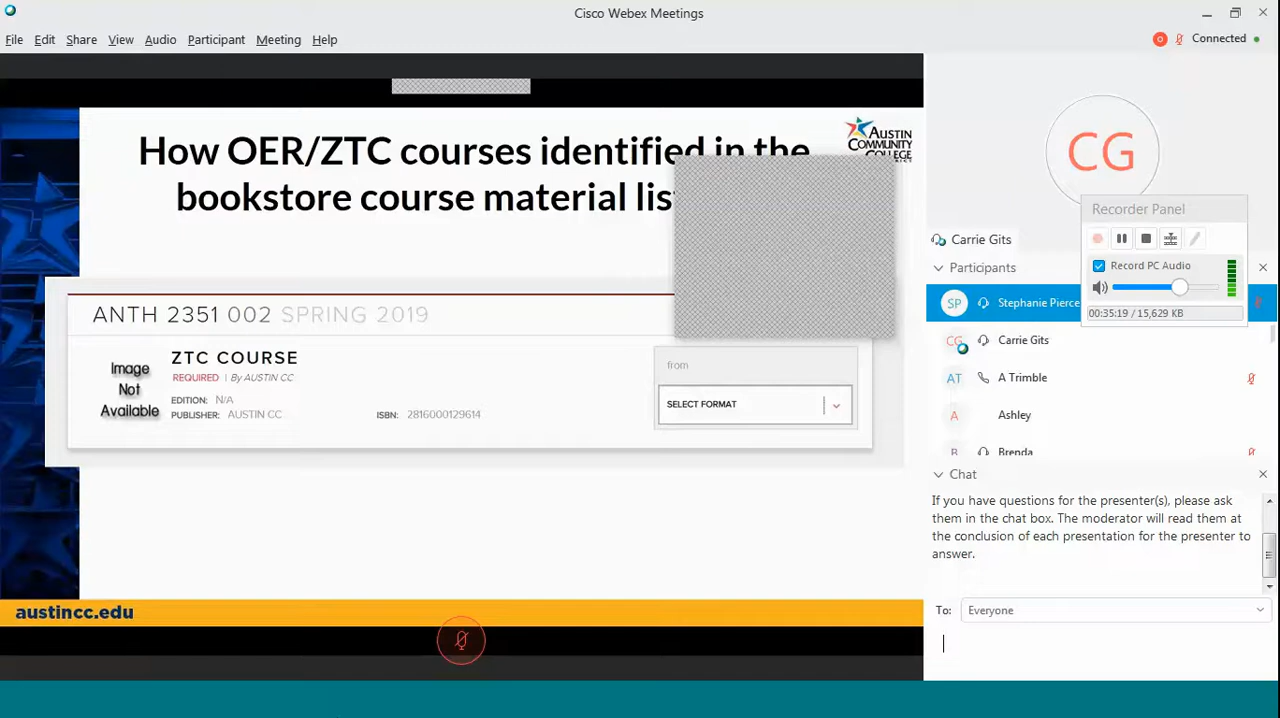 Cisco Webex Meetings
File Edit Share View Audio Participant Meeting Help
Connected
How OER/ZTC courses identified in the
bookstore course material
AUSTIN
COMMUNITY
COLLEGE
ANTH 2351 002 SPRING 2019
Image
Not
Available
ZTC COURSE
REQUIRED | By AUSTIN CC
EDITION: N/A
PUBLISHER: AUSTIN CC
ISBN: 2816000129614
from
SELECT FORMAT
austincc.edu
CG
Carrie Gits
Recorder Panel
Record PC Audio
00:35:19 / 15,629 KB
Participants
SP Stephanie Pierce
CG Carrie Gits
AT A Trimble
A Ashley
B Brenda
Chat
If you have questions for the presenter(s), please ask
them in the chat box. The moderator will read them at
the conclusion of each presentation for the presenter to
answer.
To: Everyone